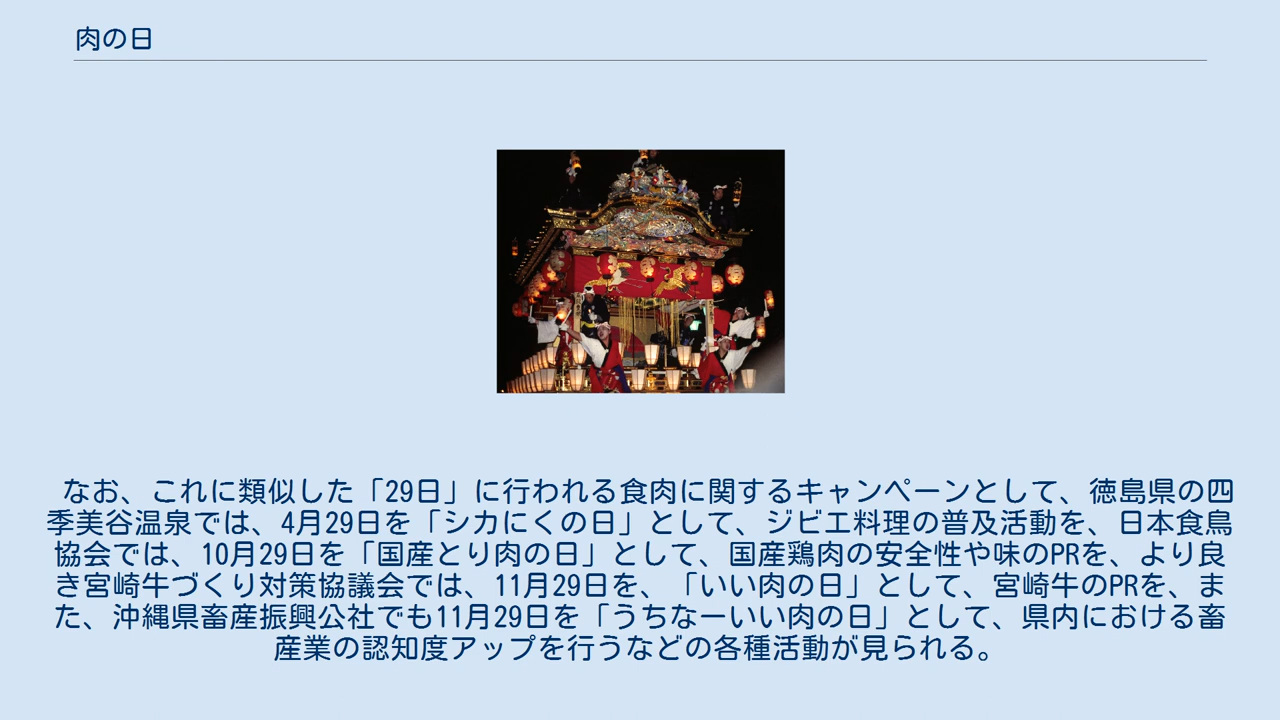 肉の日
なお、これに類似した「29日」に行われる食肉に関するキャンペーンとして、徳島県の四
季美谷温泉では、4月29日を「シカにくの日」として、ジビエ料理の普及活動を、日本食鳥
協会では、10月29日を「国産とり肉の日」として、国産鶏肉の安全性や味のPRを、より良
き宮崎牛づくり対策協議会では、11月29日を、「いい肉の日」として、宮崎牛のPRを、ま
た、沖縄県畜産振興公社でも11月29日を「うちなーいい肉の日」として、県内における畜
産業の認知度アップを行うなどの各種活動が見られる。